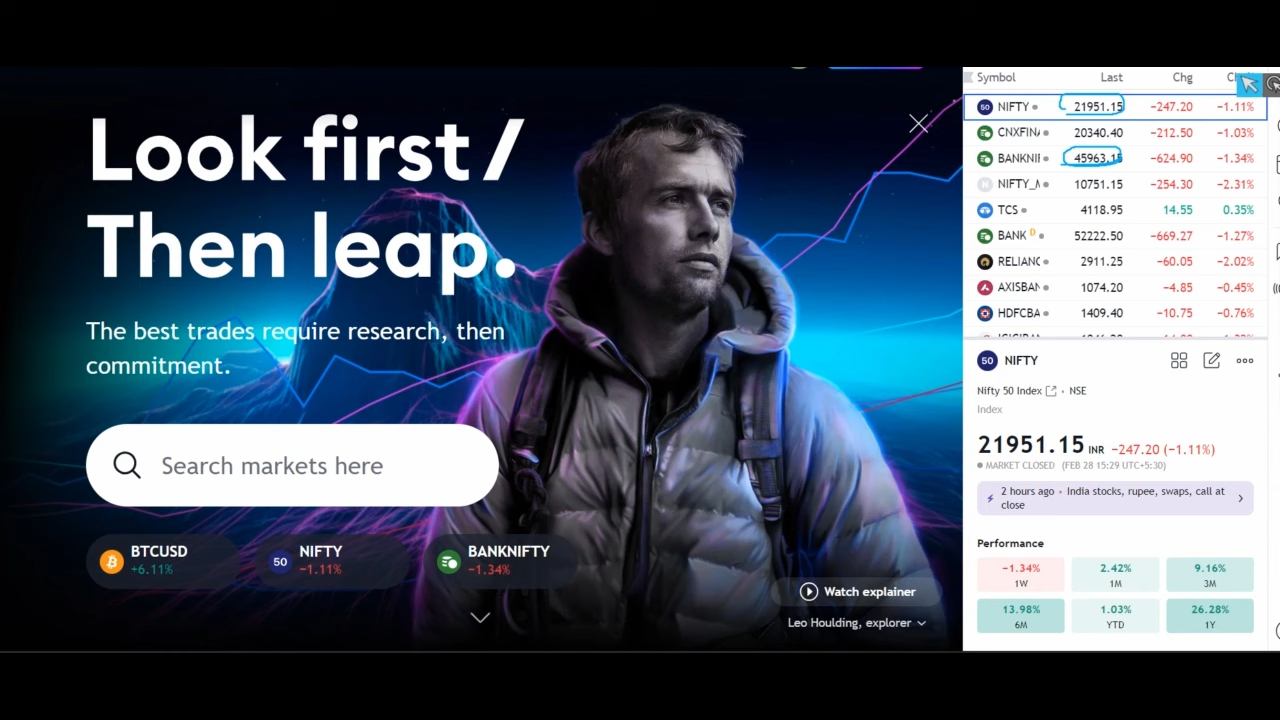 Look first /
Then leap.
The best trades require research, then
commitment.
Search markets here
BTCUSD
+6.11%
50
NIFTY
−1.11%
BANKNIFTY
−1.34%
Watch explainer
Leo Houlding, explorer
Symbol Last Chg
50 NIFTY 21951.15 −247.20 −1.11%
CNXFIN 20340.40 −212.50 −1.03%
BANKNIF 45963.15 −624.90 −1.34%
N NIFTY_M 10751.15 −254.30 −2.31%
TCS 4118.95 14.55 0.35%
BANK D 52222.50 −669.27 −1.27%
RELIANC 2911.25 −60.05 −2.02%
AXISBAN 1074.20 −4.85 −0.45%
HDFCBA 1409.40 −10.75 −0.76%
50 NIFTY
Nifty 50 Index • NSE
Index
21951.15 INR −247.20 (−1.11%)
MARKET CLOSED (FEB 28 15:29 UTC+5:30)
2 hours ago • India stocks, rupee, swaps, call at
close
Performance
−1.34% 2.42% 9.16%
1W 1M 3M
13.98% 1.03% 26.28%
6M YTD 1Y